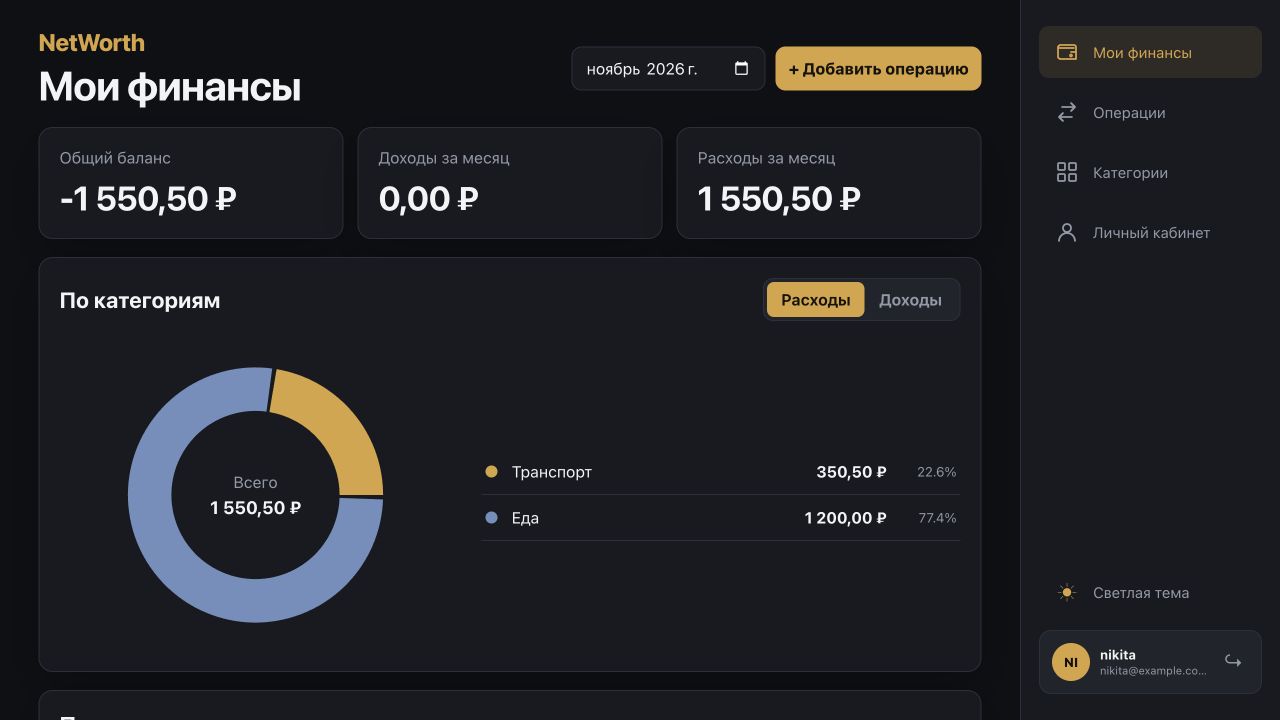 NetWorth
Мои финансы
ноябрь 2026 г.
+ Добавить операцию
Общий баланс
-1 550,50 ₽
Доходы за месяц
0,00 ₽
Расходы за месяц
1 550,50 ₽
По категориям
Расходы
Доходы
Всего
1 550,50 ₽
Транспорт 350,50 ₽ 22.6%
Еда 1 200,00 ₽ 77.4%
Мои финансы
Операции
Категории
Личный кабинет
Светлая тема
NI
nikita
nikita@example.co...